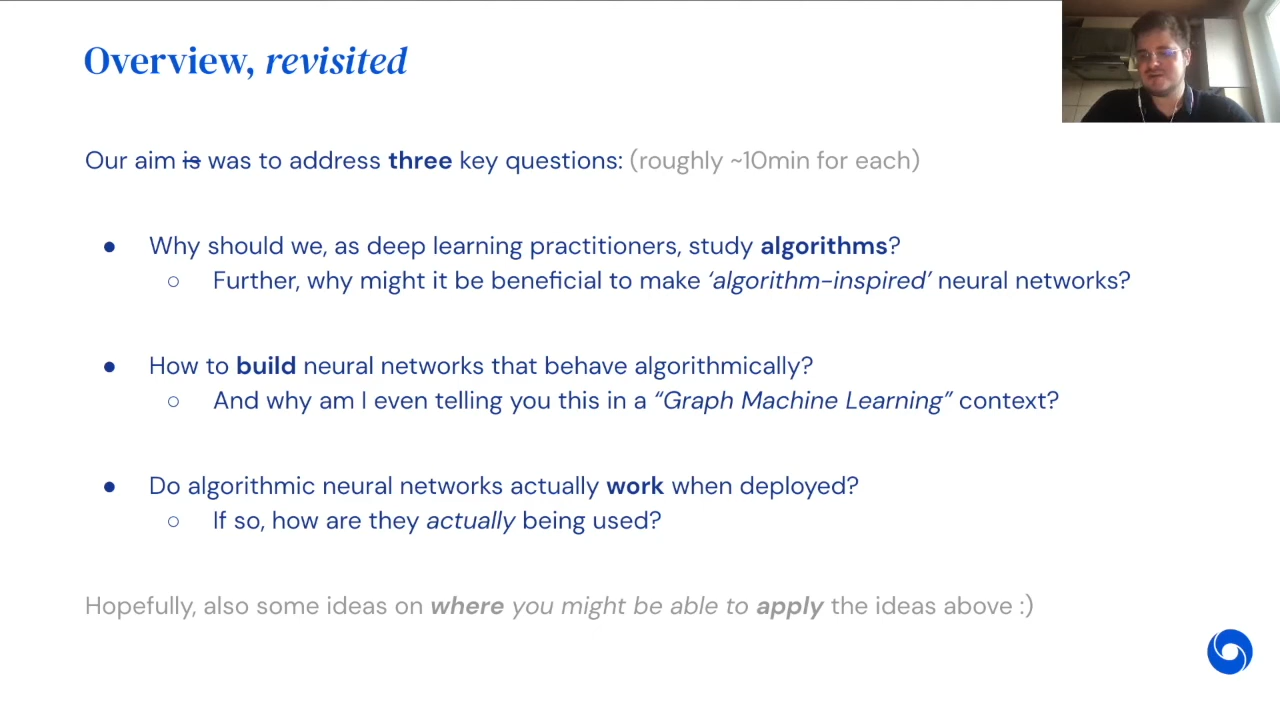 Overview, revisited
Our aim is was to address three key questions: (roughly ~10min for each)
● Why should we, as deep learning practitioners, study algorithms?
○ Further, why might it be beneficial to make ‘algorithm-inspired’ neural networks?
● How to build neural networks that behave algorithmically?
○ And why am I even telling you this in a “Graph Machine Learning” context?
● Do algorithmic neural networks actually work when deployed?
○ If so, how are they actually being used?
Hopefully, also some ideas on where you might be able to apply the ideas above :)